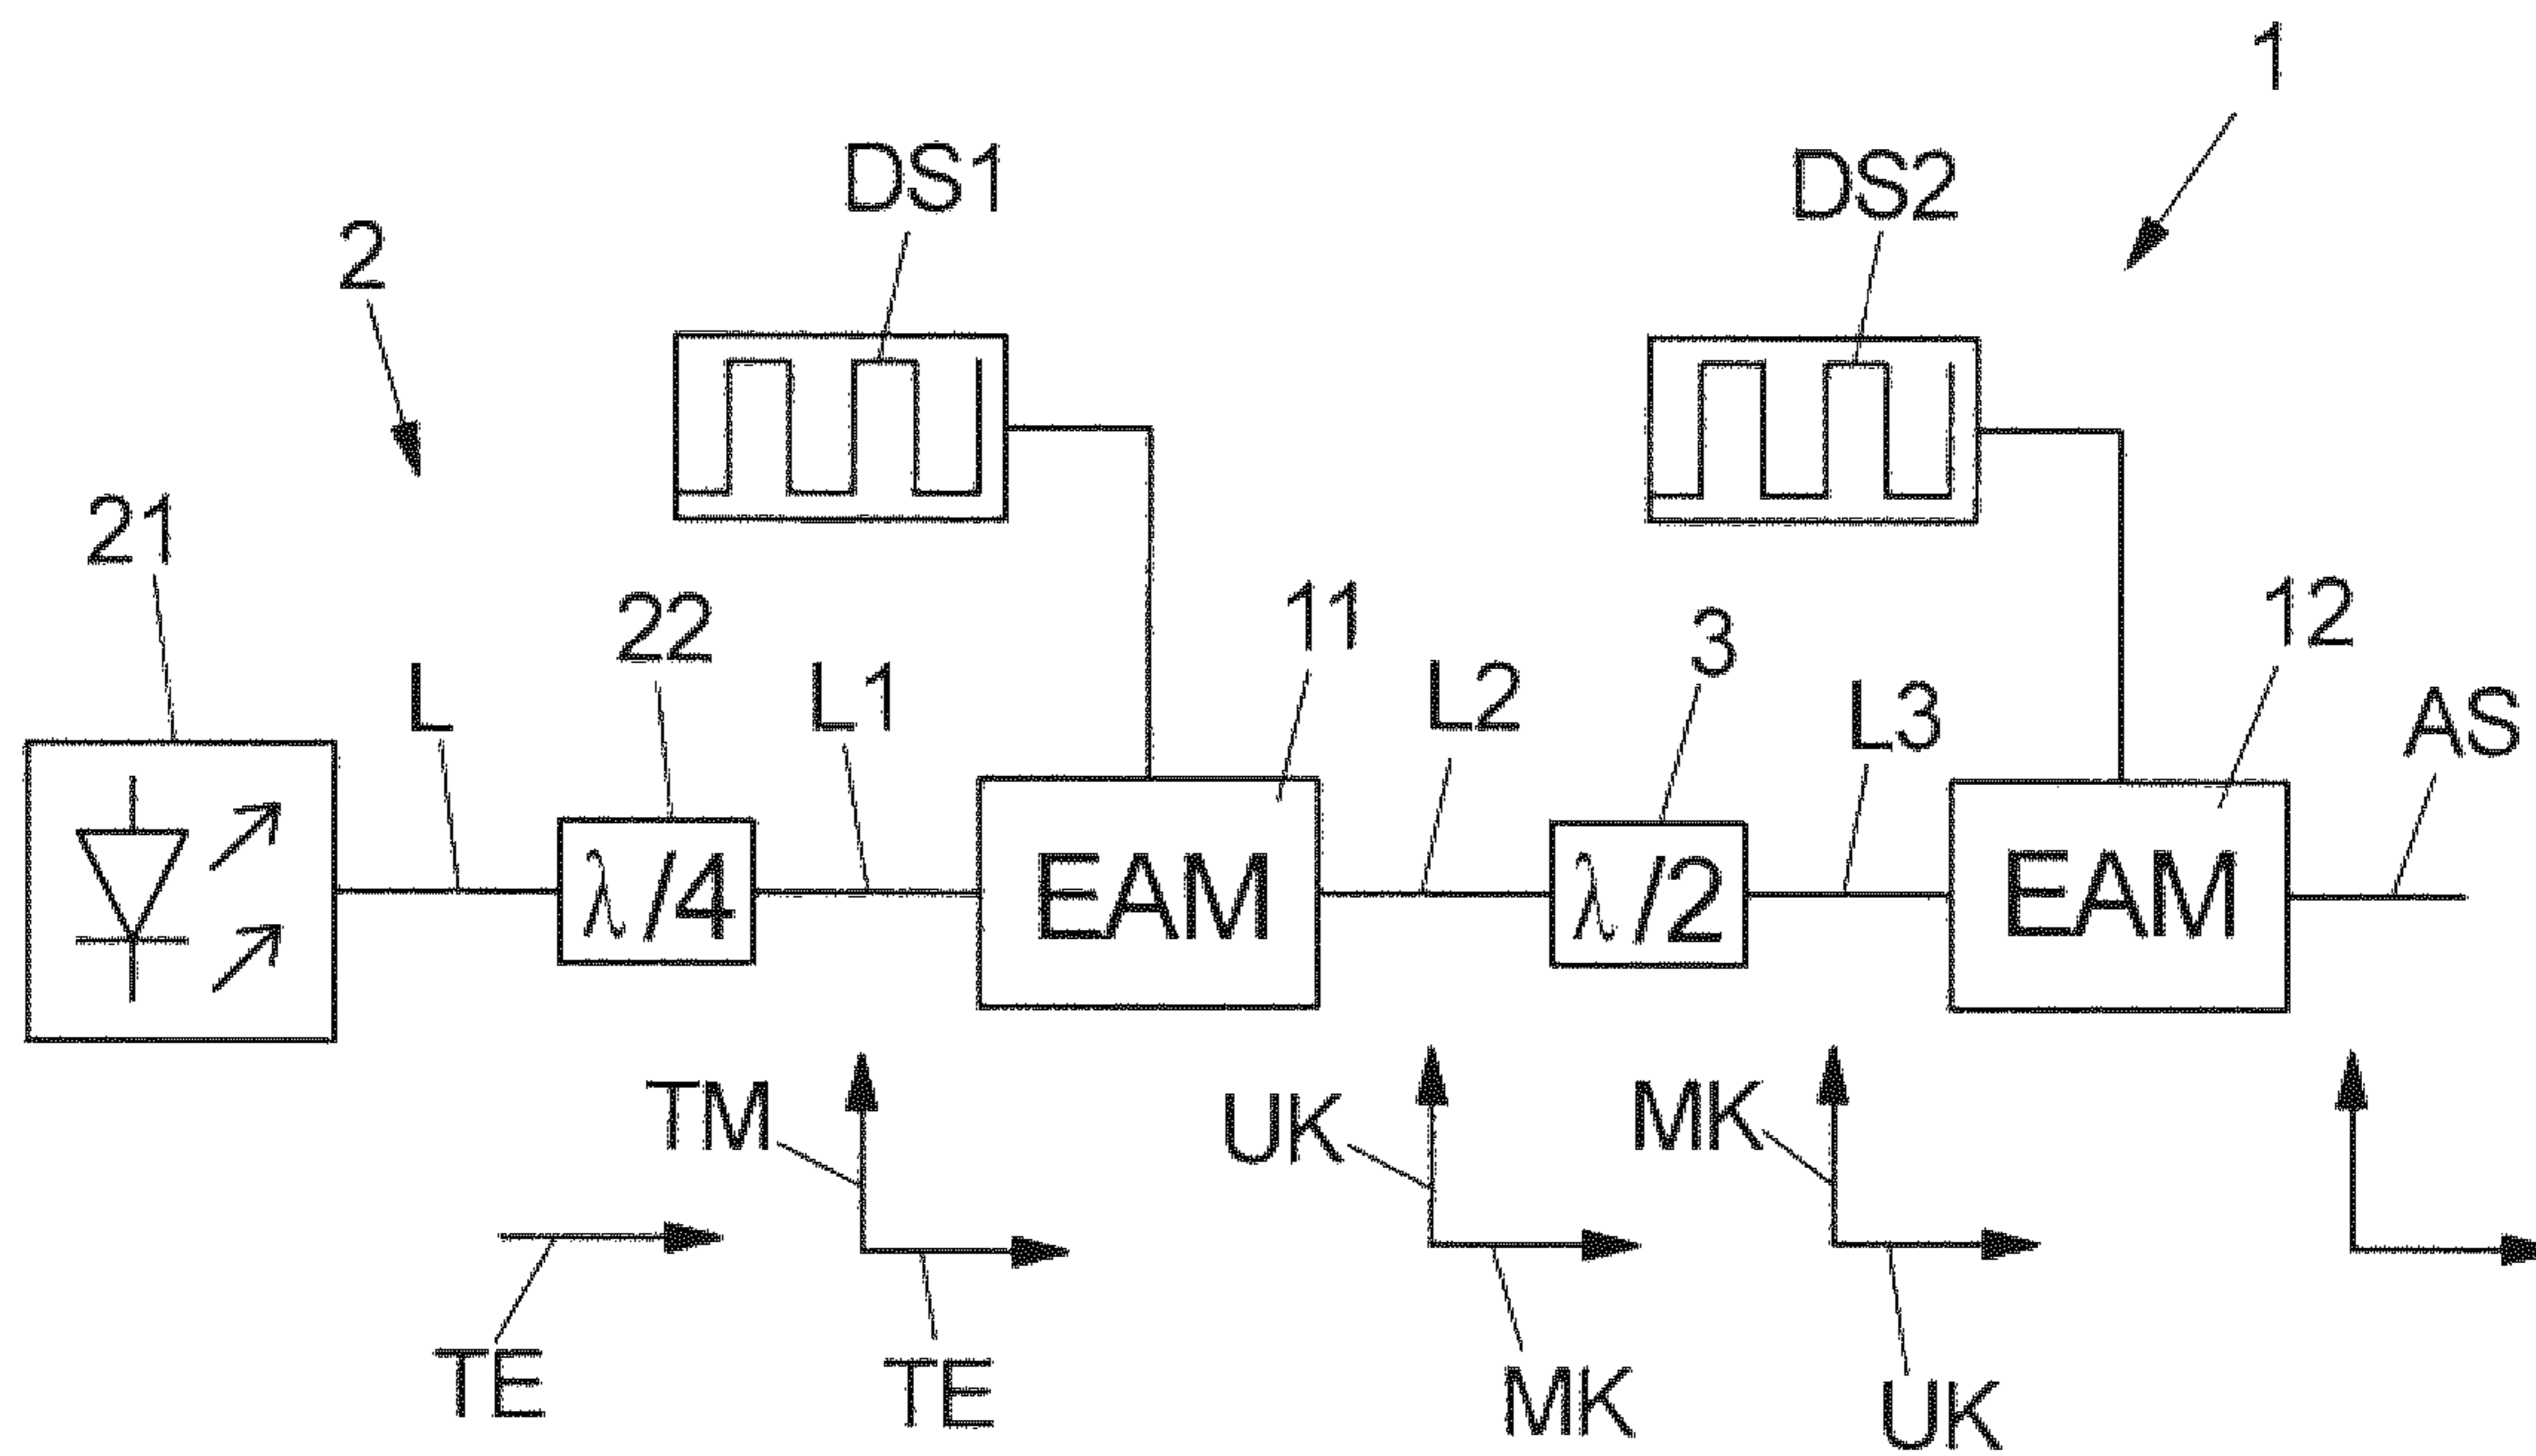 1
DS1
DS2
2
21
22
11
3
12
L
L1
L2
L3
AS
λ/4
EAM
λ/2
EAM
TM
UK
MK
TE
TE
MK
UK